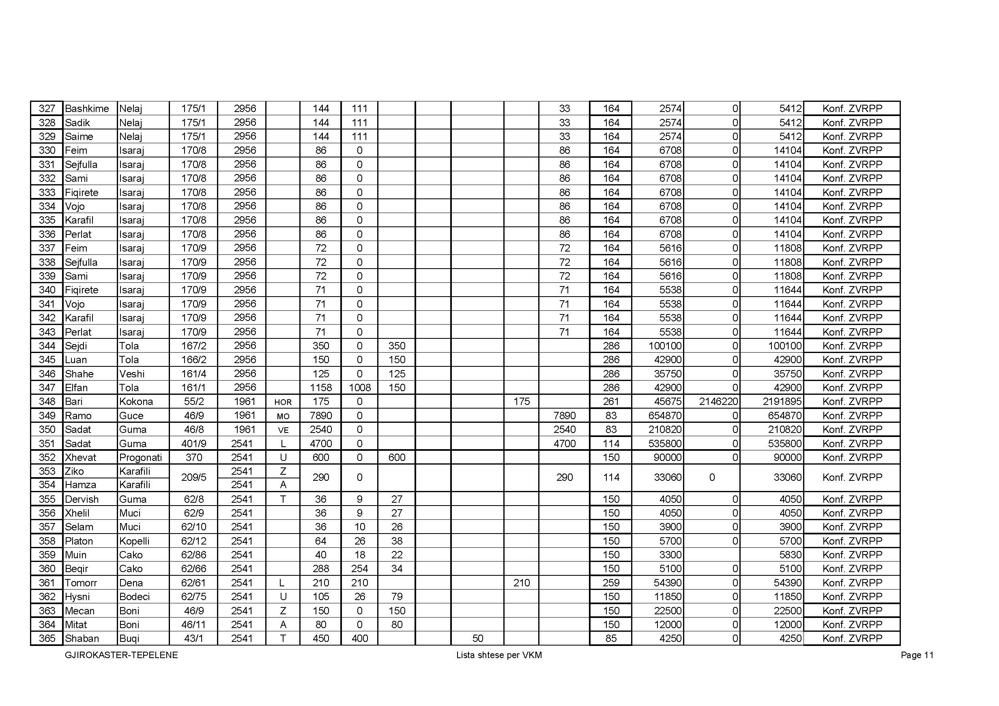 327 Bashkime Nelaj 175/1 2956 144 111 33 164 2574 0 5412 Konf. ZVRPP
328 Sadik Nelaj 175/1 2956 144 111 33 164 2574 0 5412 Konf. ZVRPP
329 Saime Nelaj 175/1 2956 144 111 33 164 2574 0 5412 Konf. ZVRPP
330 Feim Isaraj 170/8 2956 86 0 86 164 6708 0 14104 Konf. ZVRPP
331 Sejfulla Isaraj 170/8 2956 86 0 86 164 6708 0 14104 Konf. ZVRPP
332 Sami Isaraj 170/8 2956 86 0 86 164 6708 0 14104 Konf. ZVRPP
333 Fiqirete Isaraj 170/8 2956 86 0 86 164 6708 0 14104 Konf. ZVRPP
334 Vojo Isaraj 170/8 2956 86 0 86 164 6708 0 14104 Konf. ZVRPP
335 Karafil Isaraj 170/8 2956 86 0 86 164 6708 0 14104 Konf. ZVRPP
336 Perlat Isaraj 170/8 2956 86 0 86 164 6708 0 14104 Konf. ZVRPP
337 Feim Isaraj 170/9 2956 72 0 72 164 5616 0 11808 Konf. ZVRPP
338 Sejfulla Isaraj 170/9 2956 72 0 72 164 5616 0 11808 Konf. ZVRPP
339 Sami Isaraj 170/9 2956 72 0 72 164 5616 0 11808 Konf. ZVRPP
340 Fiqirete Isaraj 170/9 2956 71 0 71 164 5538 0 11644 Konf. ZVRPP
341 Vojo Isaraj 170/9 2956 71 0 71 164 5538 0 11644 Konf. ZVRPP
342 Karafil Isaraj 170/9 2956 71 0 71 164 5538 0 11644 Konf. ZVRPP
343 Perlat Isaraj 170/9 2956 71 0 71 164 5538 0 11644 Konf. ZVRPP
344 Sejdi Tola 167/2 2956 350 0 350 286 100100 0 100100 Konf. ZVRPP
345 Luan Tola 166/2 2956 150 0 150 286 42900 0 42900 Konf. ZVRPP
346 Shahe Veshi 161/4 2956 125 0 125 286 35750 0 35750 Konf. ZVRPP
347 Elfan Tola 161/1 2956 1158 1008 150 286 42900 0 42900 Konf. ZVRPP
348 Bari Kokona 55/2 1961 HOR 175 0 175 261 45675 2146220 2191895 Konf. ZVRPP
349 Ramo Guce 46/9 1961 MO 7890 0 7890 83 654870 0 654870 Konf. ZVRPP
350 Sadat Guma 46/8 1961 VE 2540 0 2540 83 210820 0 210820 Konf. ZVRPP
351 Sadat Guma 401/9 2541 L 4700 0 4700 114 535800 0 535800 Konf. ZVRPP
352 Xhevat Progonati 370 2541 U 600 0 600 150 90000 0 90000 Konf. ZVRPP
353 Ziko Karafili 209/5 2541 Z 290 0 290 114 33060 0 33060 Konf. ZVRPP
354 Hamza Karafili 2541 A
355 Dervish Guma 62/8 2541 T 36 9 27 150 4050 0 4050 Konf. ZVRPP
356 Xhelil Muci 62/9 2541 36 9 27 150 4050 0 4050 Konf. ZVRPP
357 Selam Muci 62/10 2541 36 10 26 150 3900 0 3900 Konf. ZVRPP
358 Platon Kopelli 62/12 2541 64 26 38 150 5700 0 5700 Konf. ZVRPP
359 Muin Cako 62/86 2541 40 18 22 150 3300 5830 Konf. ZVRPP
360 Beqir Cako 62/66 2541 288 254 34 150 5100 0 5100 Konf. ZVRPP
361 Tomorr Dena 62/61 2541 L 210 210 210 259 54390 0 54390 Konf. ZVRPP
362 Hysni Bodeci 62/75 2541 U 105 26 79 150 11850 0 11850 Konf. ZVRPP
363 Mecan Boni 46/9 2541 Z 150 0 150 150 22500 0 22500 Konf. ZVRPP
364 Mitat Boni 46/11 2541 A 80 0 80 150 12000 0 12000 Konf. ZVRPP
365 Shaban Buqi 43/1 2541 T 450 400 50 85 4250 0 4250 Konf. ZVRPP
GJIROKASTER-TEPELENE Lista shtese per VKM Page 11